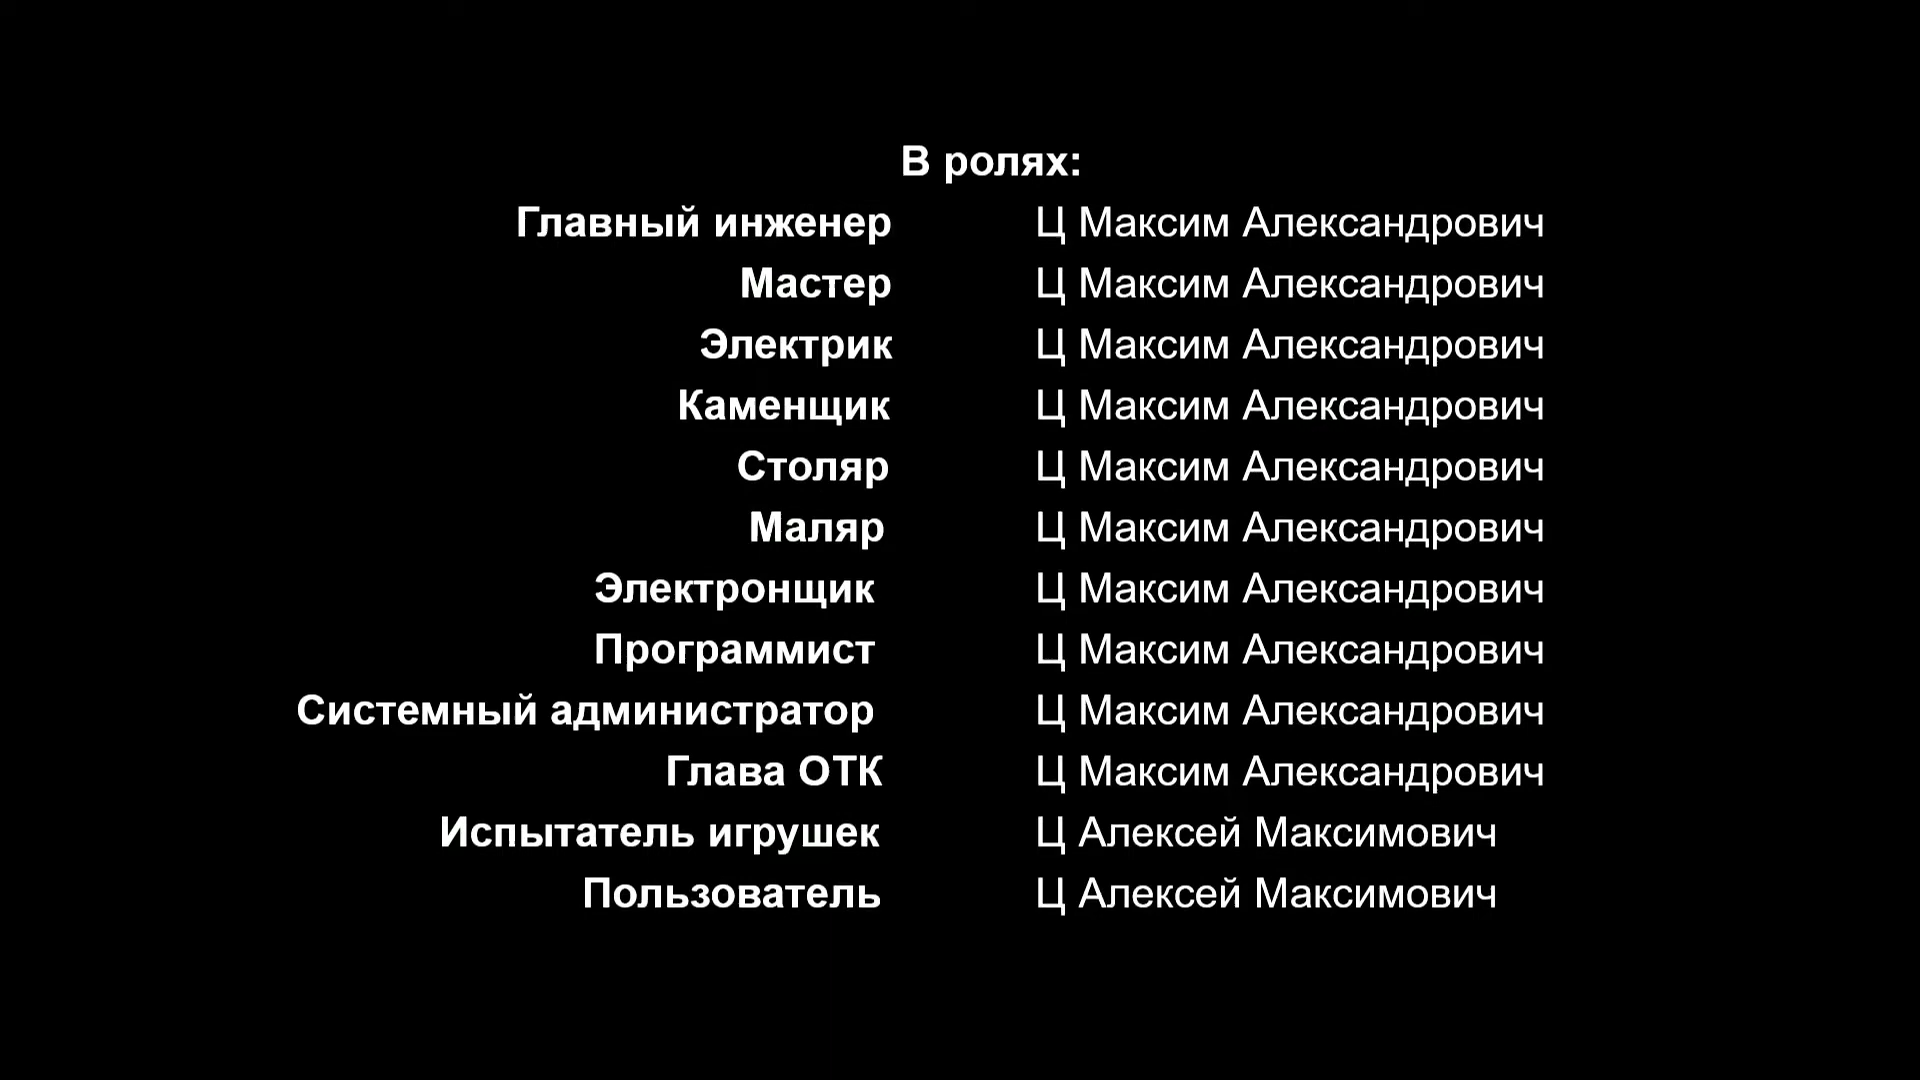 В ролях:
Главный инженер Ц Максим Александрович
Мастер Ц Максим Александрович
Электрик Ц Максим Александрович
Каменщик Ц Максим Александрович
Столяр Ц Максим Александрович
Маляр Ц Максим Александрович
Электронщик Ц Максим Александрович
Программист Ц Максим Александрович
Системный администратор Ц Максим Александрович
Глава ОТК Ц Максим Александрович
Испытатель игрушек Ц Алексей Максимович
Пользователь Ц Алексей Максимович